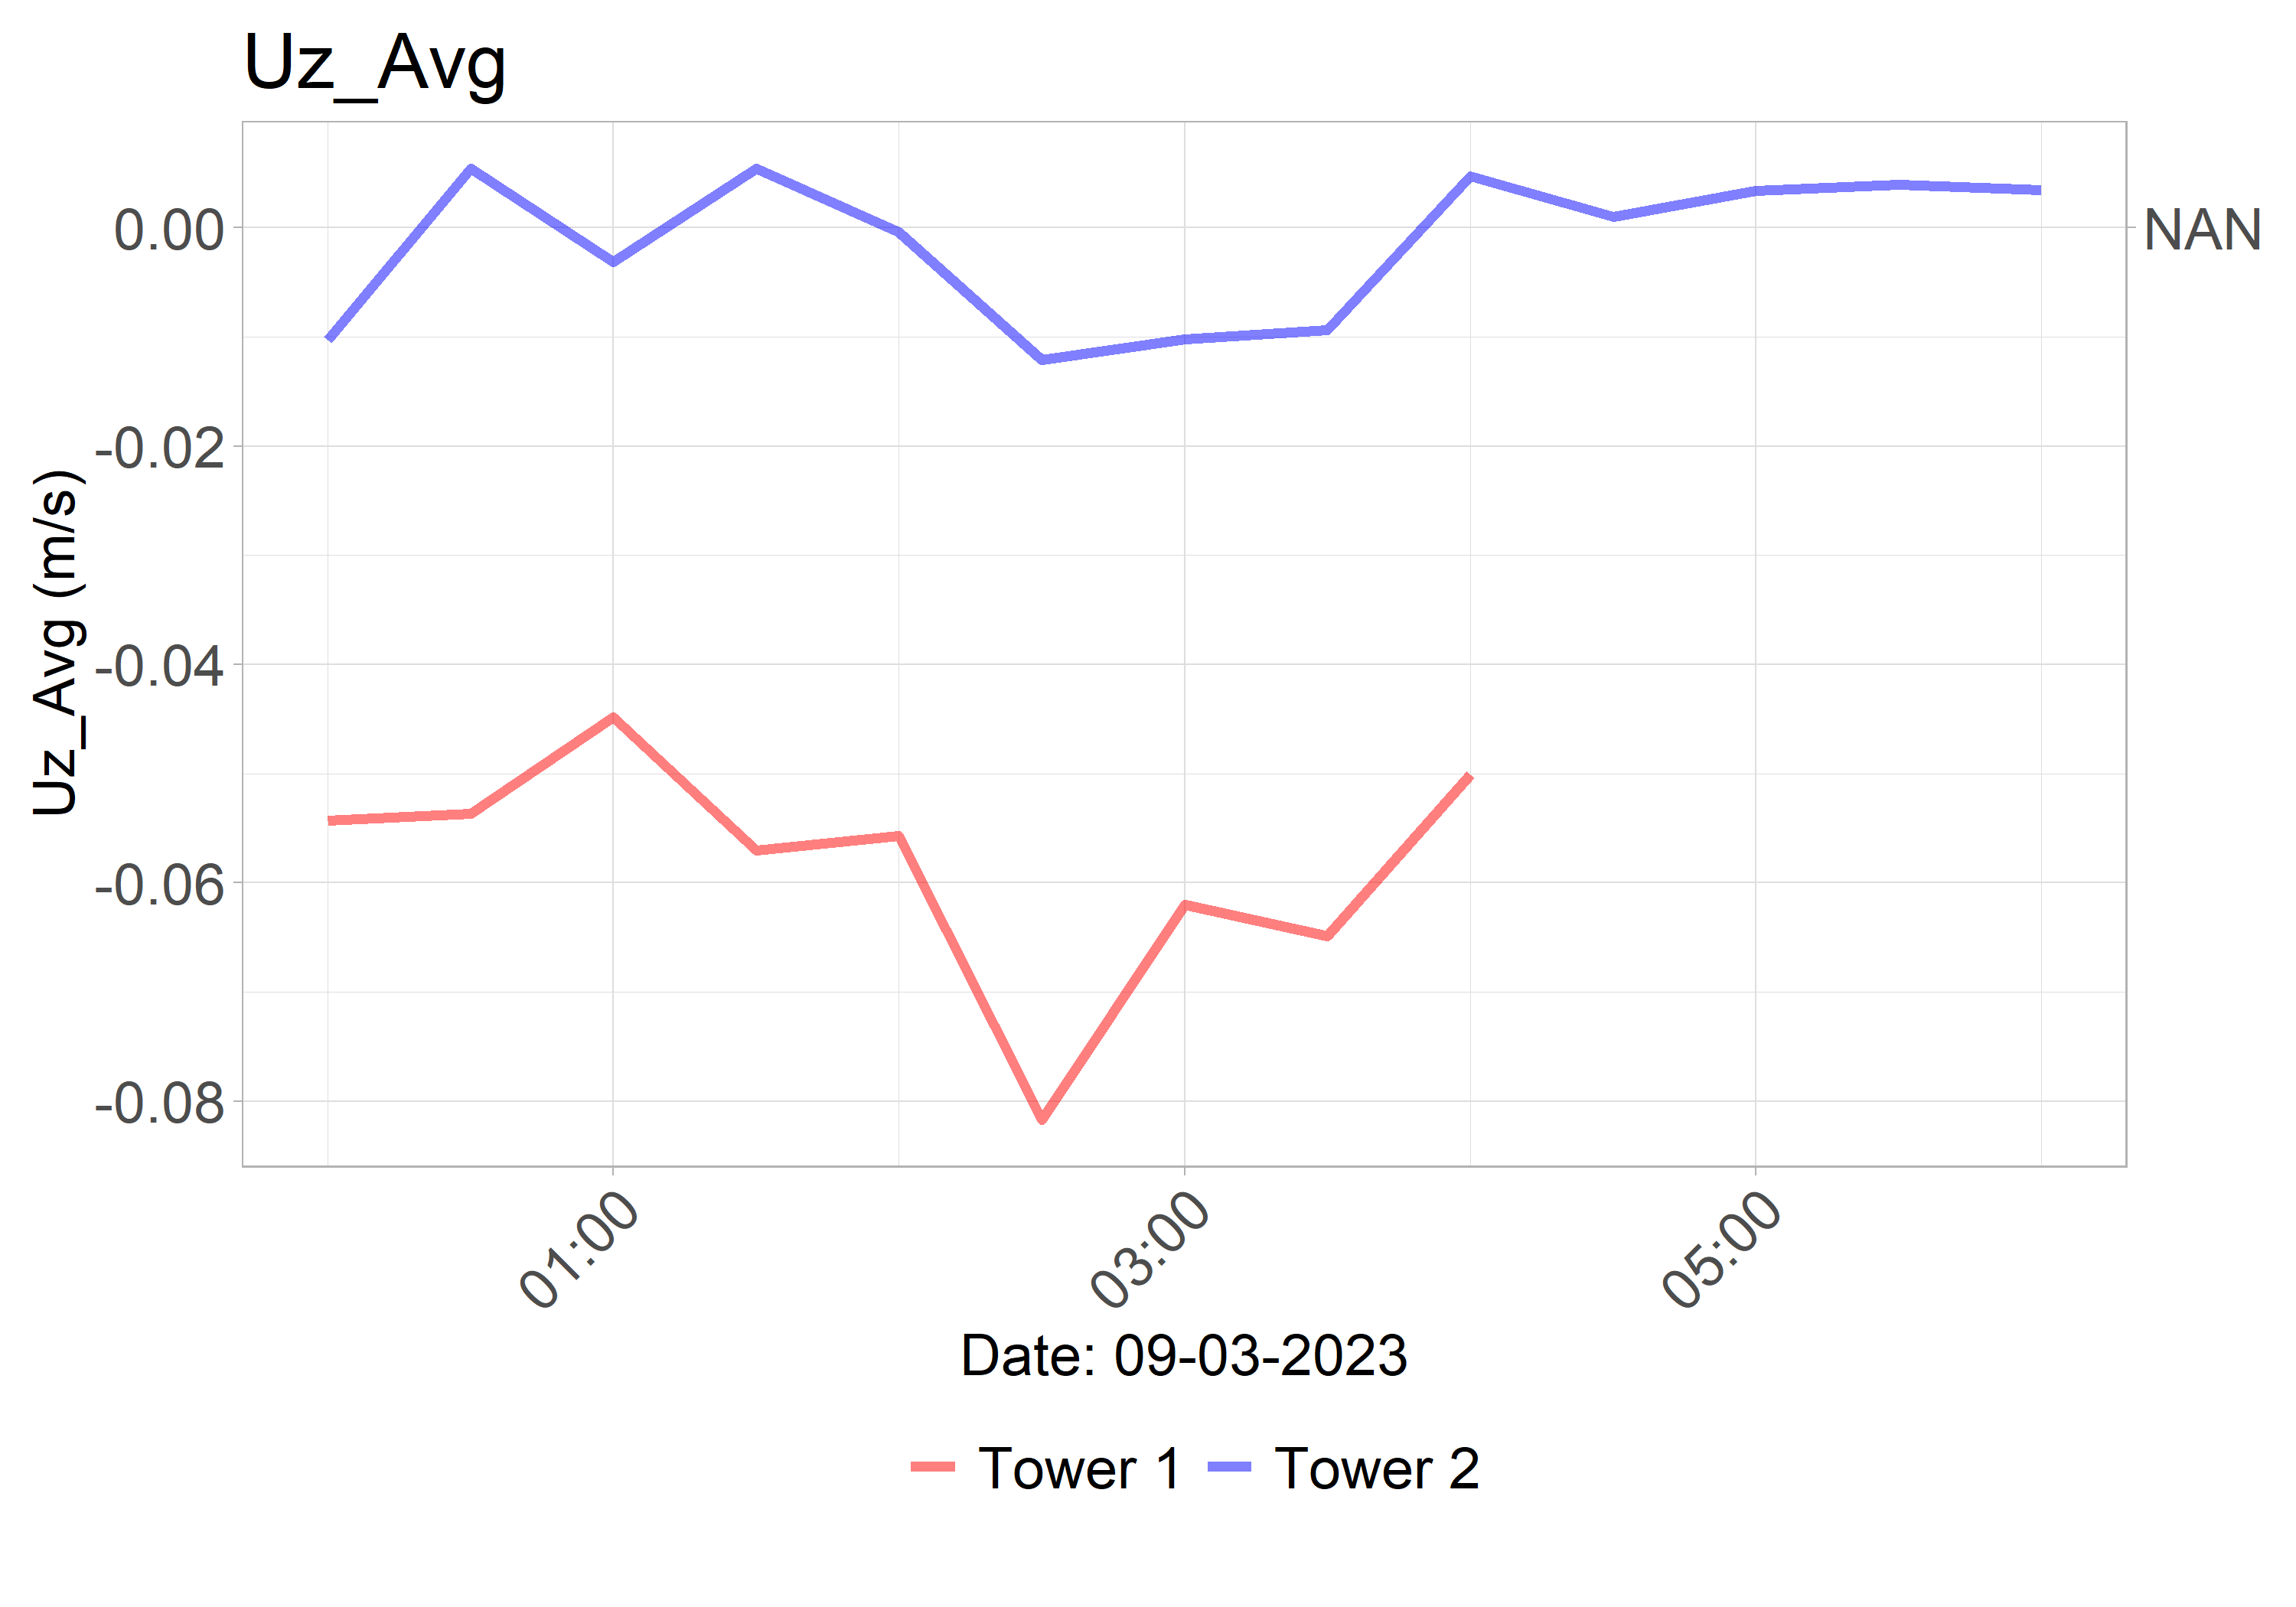 Uz_Avg
Uz_Avg (m/s)
0.00
-0.02
-0.04
-0.06
-0.08
NAN
01:00
03:00
05:00
Date: 09-03-2023
Tower 1
Tower 2